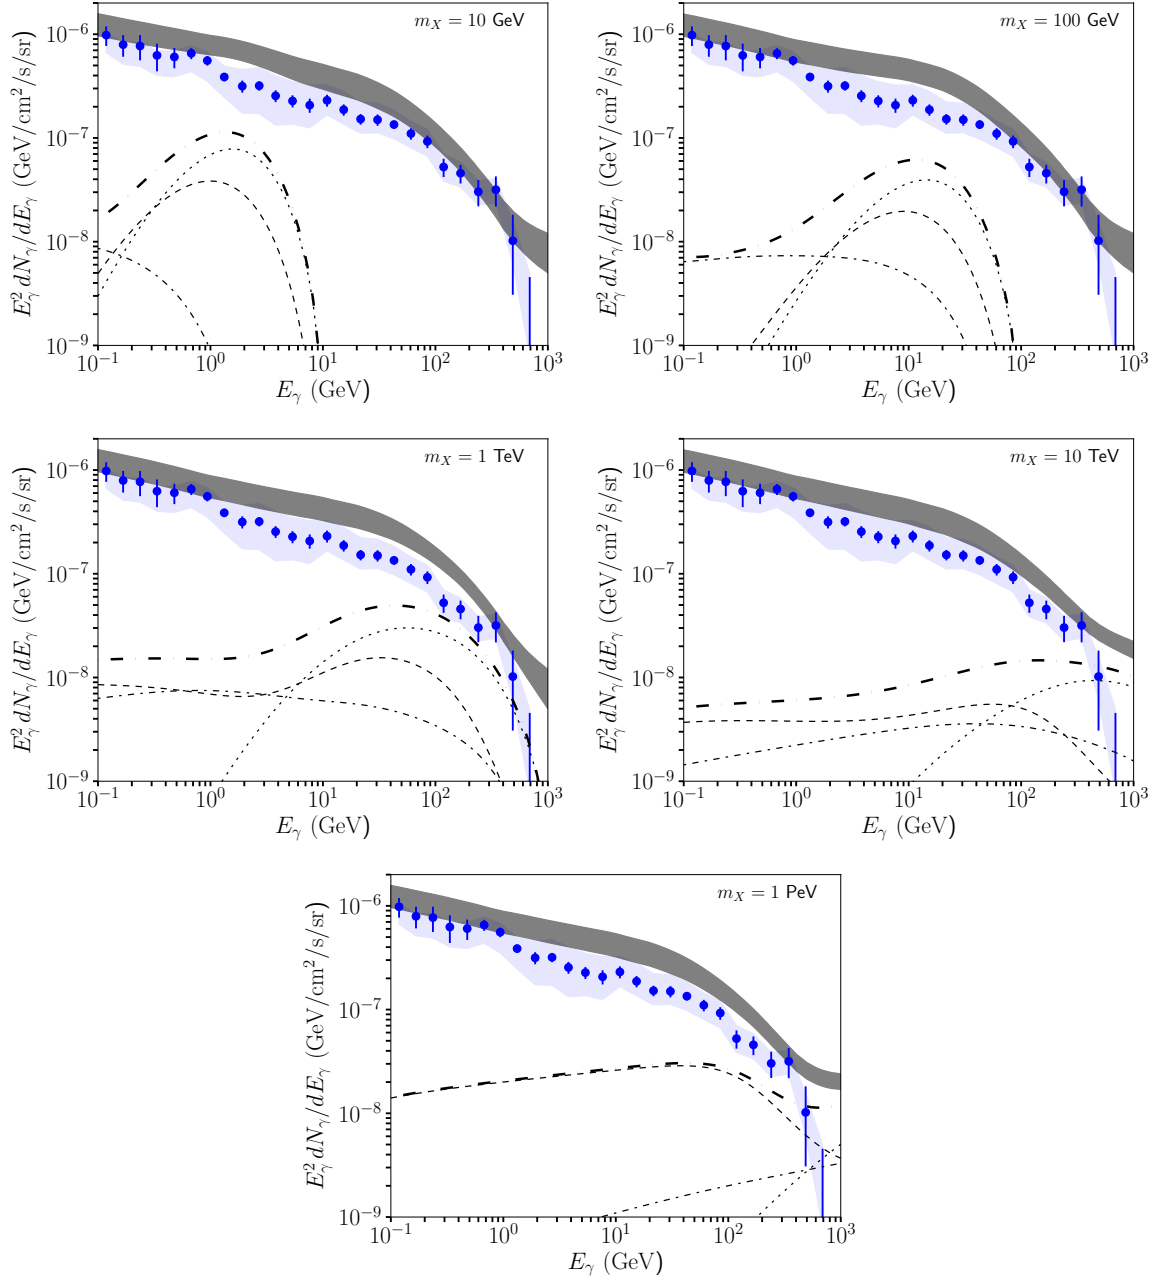 m_X = 10 GeV
E_γ^2 dN_γ/dE_γ (GeV/cm^2/s/sr)
10^{-6}
10^{-7}
10^{-8}
10^{-9}
10^{-1} 10^0 10^1 10^2 10^3
E_γ (GeV)
m_X = 100 GeV
E_γ^2 dN_γ/dE_γ (GeV/cm^2/s/sr)
10^{-6}
10^{-7}
10^{-8}
10^{-9}
10^{-1} 10^0 10^1 10^2 10^3
E_γ (GeV)
m_X = 1 TeV
E_γ^2 dN_γ/dE_γ (GeV/cm^2/s/sr)
10^{-6}
10^{-7}
10^{-8}
10^{-9}
10^{-1} 10^0 10^1 10^2 10^3
E_γ (GeV)
m_X = 10 TeV
E_γ^2 dN_γ/dE_γ (GeV/cm^2/s/sr)
10^{-6}
10^{-7}
10^{-8}
10^{-9}
10^{-1} 10^0 10^1 10^2 10^3
E_γ (GeV)
m_X = 1 PeV
E_γ^2 dN_γ/dE_γ (GeV/cm^2/s/sr)
10^{-6}
10^{-7}
10^{-8}
10^{-9}
10^{-1} 10^0 10^1 10^2 10^3
E_γ (GeV)